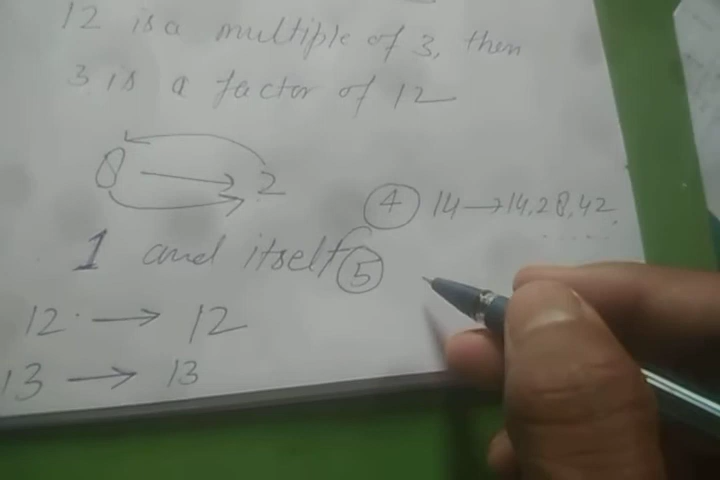 12 is a multiple of 3, then
3 is a factor of 12
8 → 2
④ 14 → 14, 28, 42, .....
1 and itself ⑤
12 → 12
13 → 13